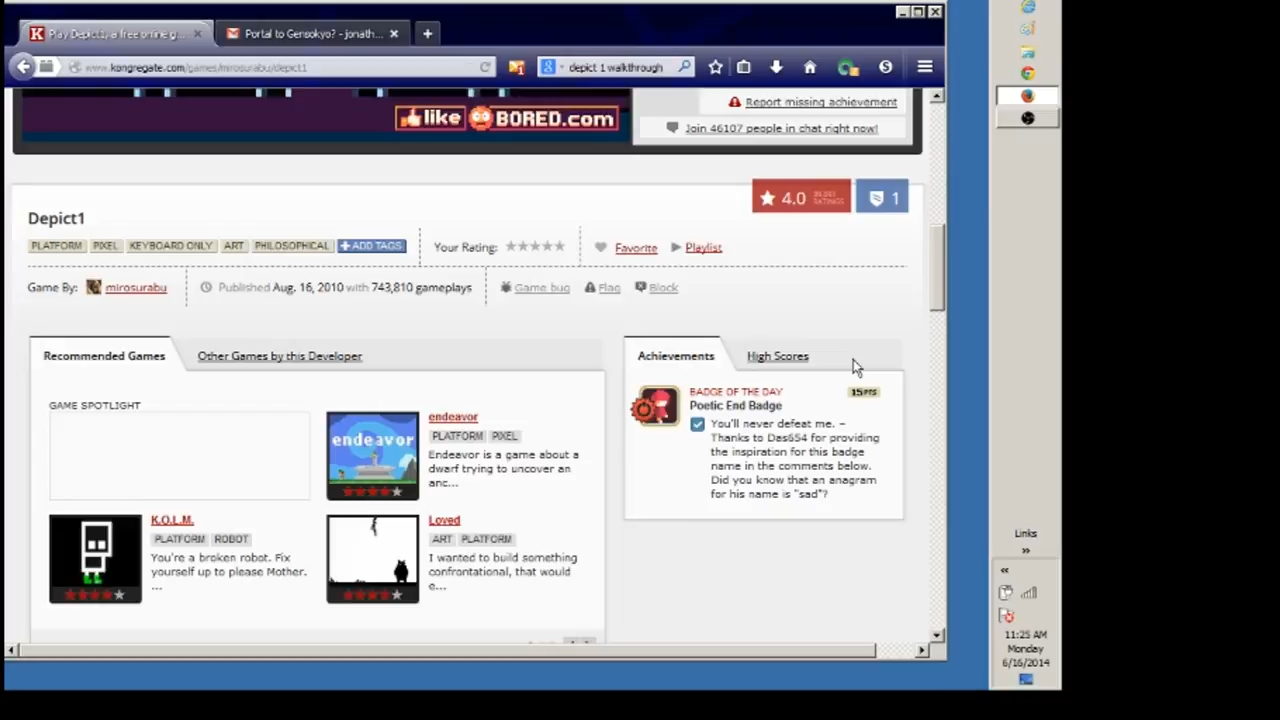 Play Depict1, a free online g...
Portal to Gensokyo? - jonath...
www.kongregate.com/games/mirosurabu/depict1
depict 1 walkthrough
like BORED.com
Report missing achievement
Join 46107 people in chat right now!
4.0
RATINGS
1
Depict1
PLATFORM PIXEL KEYBOARD ONLY ART PHILOSOPHICAL +ADD TAGS
Your Rating:
Favorite
Playlist
Game By: mirosurabu
Published Aug. 16, 2010 with 743,810 gameplays
Game bug
Flag
Block
Recommended Games
Other Games by this Developer
GAME SPOTLIGHT
endeavor
endeavor
PLATFORM PIXEL
Endeavor is a game about a
dwarf trying to uncover an
anc...
K.O.L.M.
PLATFORM ROBOT
You're a broken robot. Fix
yourself up to please Mother.
...
Loved
ART PLATFORM
I wanted to build something
confrontational, that would
e...
Achievements
High Scores
BADGE OF THE DAY
15PTS
Poetic End Badge
You'll never defeat me. –
Thanks to Das654 for providing
the inspiration for this badge
name in the comments below.
Did you know that an anagram
for his name is "sad"?
Links
»
«
11:25 AM
Monday
6/16/2014